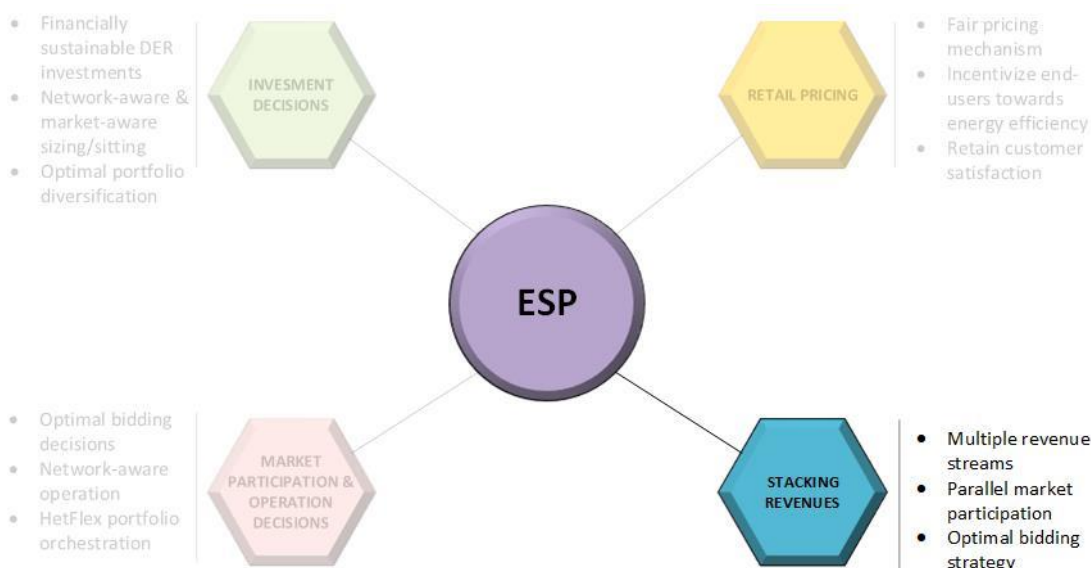 ● Financially
sustainable DER
investments
● Network-aware &
market-aware
sizing/sitting
● Optimal portfolio
diversification
INVESMENT
DECISIONS
RETAIL PRICING
● Fair pricing
mechanism
● Incentivize end-
users towards
energy efficiency
● Retain customer
satisfaction
ESP
● Optimal bidding
decisions
● Network-aware
operation
● HetFlex portfolio
orchestration
MARKET
PARTICIPATION &
OPERATION
DECISIONS
STACKING
REVENUES
● Multiple revenue
streams
● Parallel market
participation
● Optimal bidding
strategy